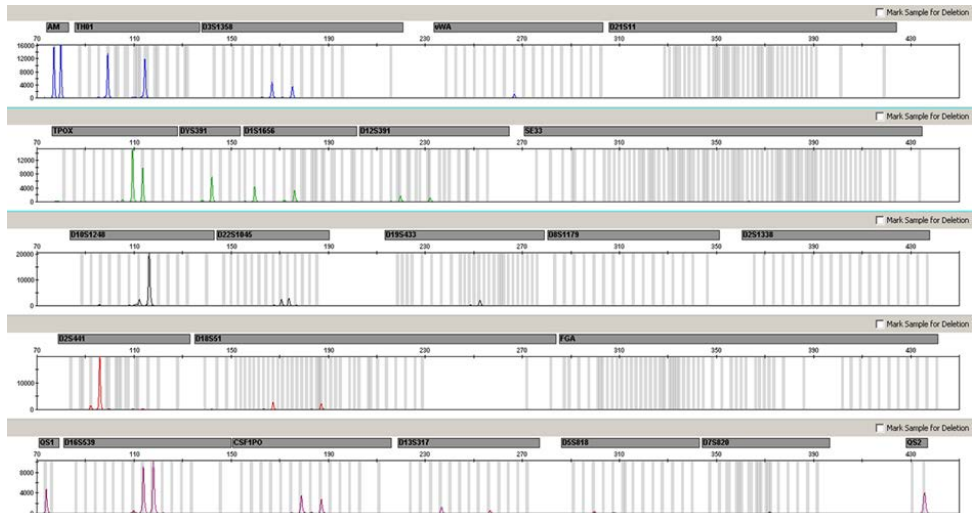 Mark Sample for Deletion
AM TH01 D3S1358 vWA D21S11
70 110 150 190 230 270 310 350 390 430
16000
12000
8000
4000
0
Mark Sample for Deletion
TPOX DYS391 D1S1656 D12S391 SE33
70 110 150 190 230 270 310 350 390 430
12000
8000
4000
0
Mark Sample for Deletion
D10S1248 D22S1045 D19S433 D8S1179 D2S1338
70 110 150 190 230 270 310 350 390 430
20000
10000
0
Mark Sample for Deletion
D2S441 D18S51 FGA
70 110 150 190 230 270 310 350 390 430
10000
0
Mark Sample for Deletion
QS1 D16S539 CSF1PO D13S317 D5S818 D7S820 QS2
70 110 150 190 230 270 310 350 390 430
8000
4000
0